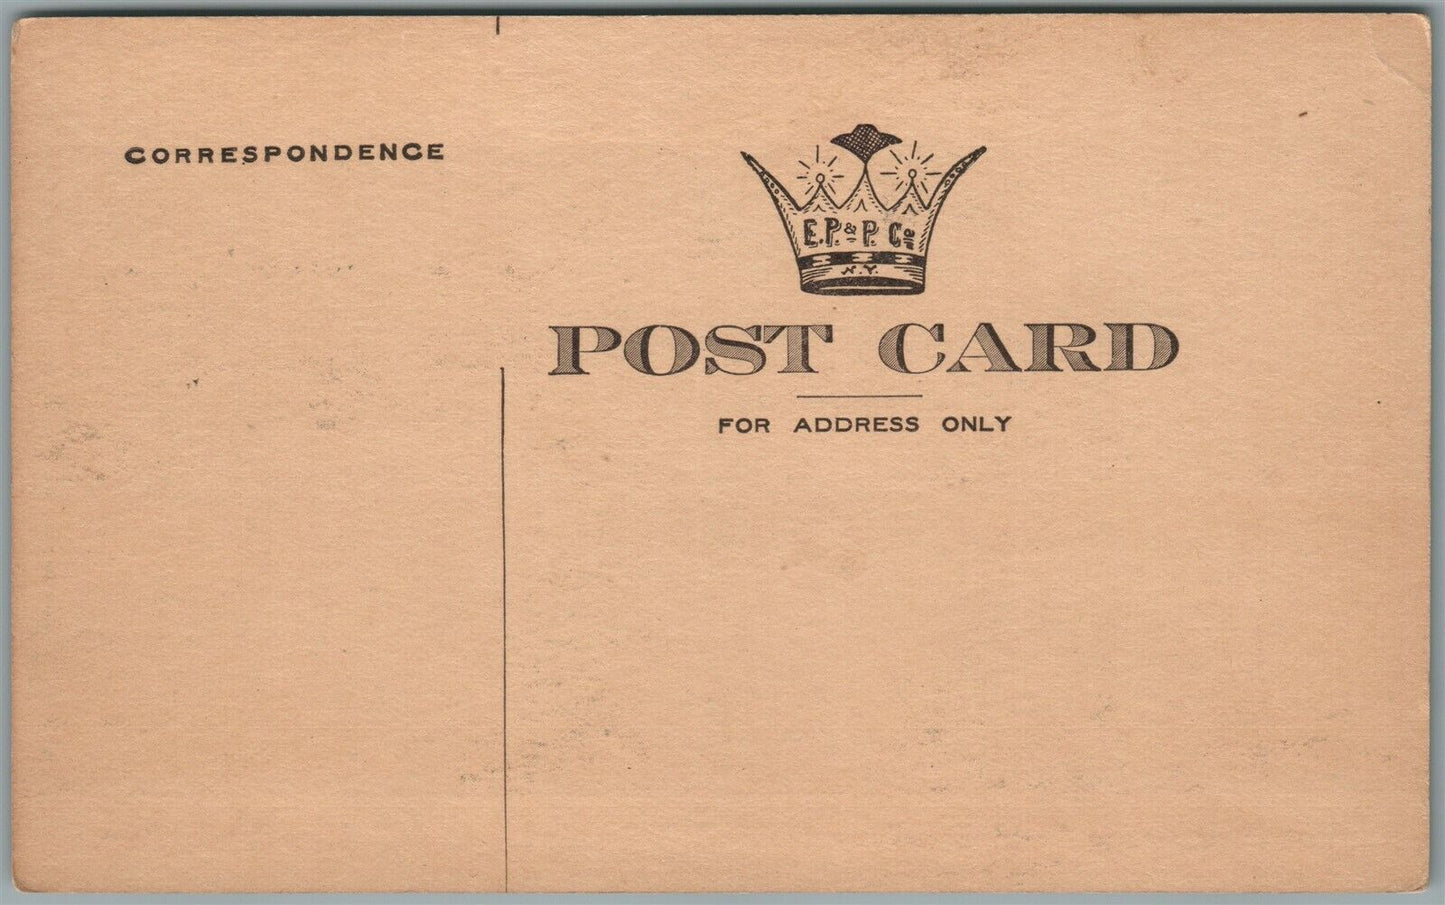 CORRESPONDENCE
E.P. & P. Co.
N.Y.
POST CARD
FOR ADDRESS ONLY